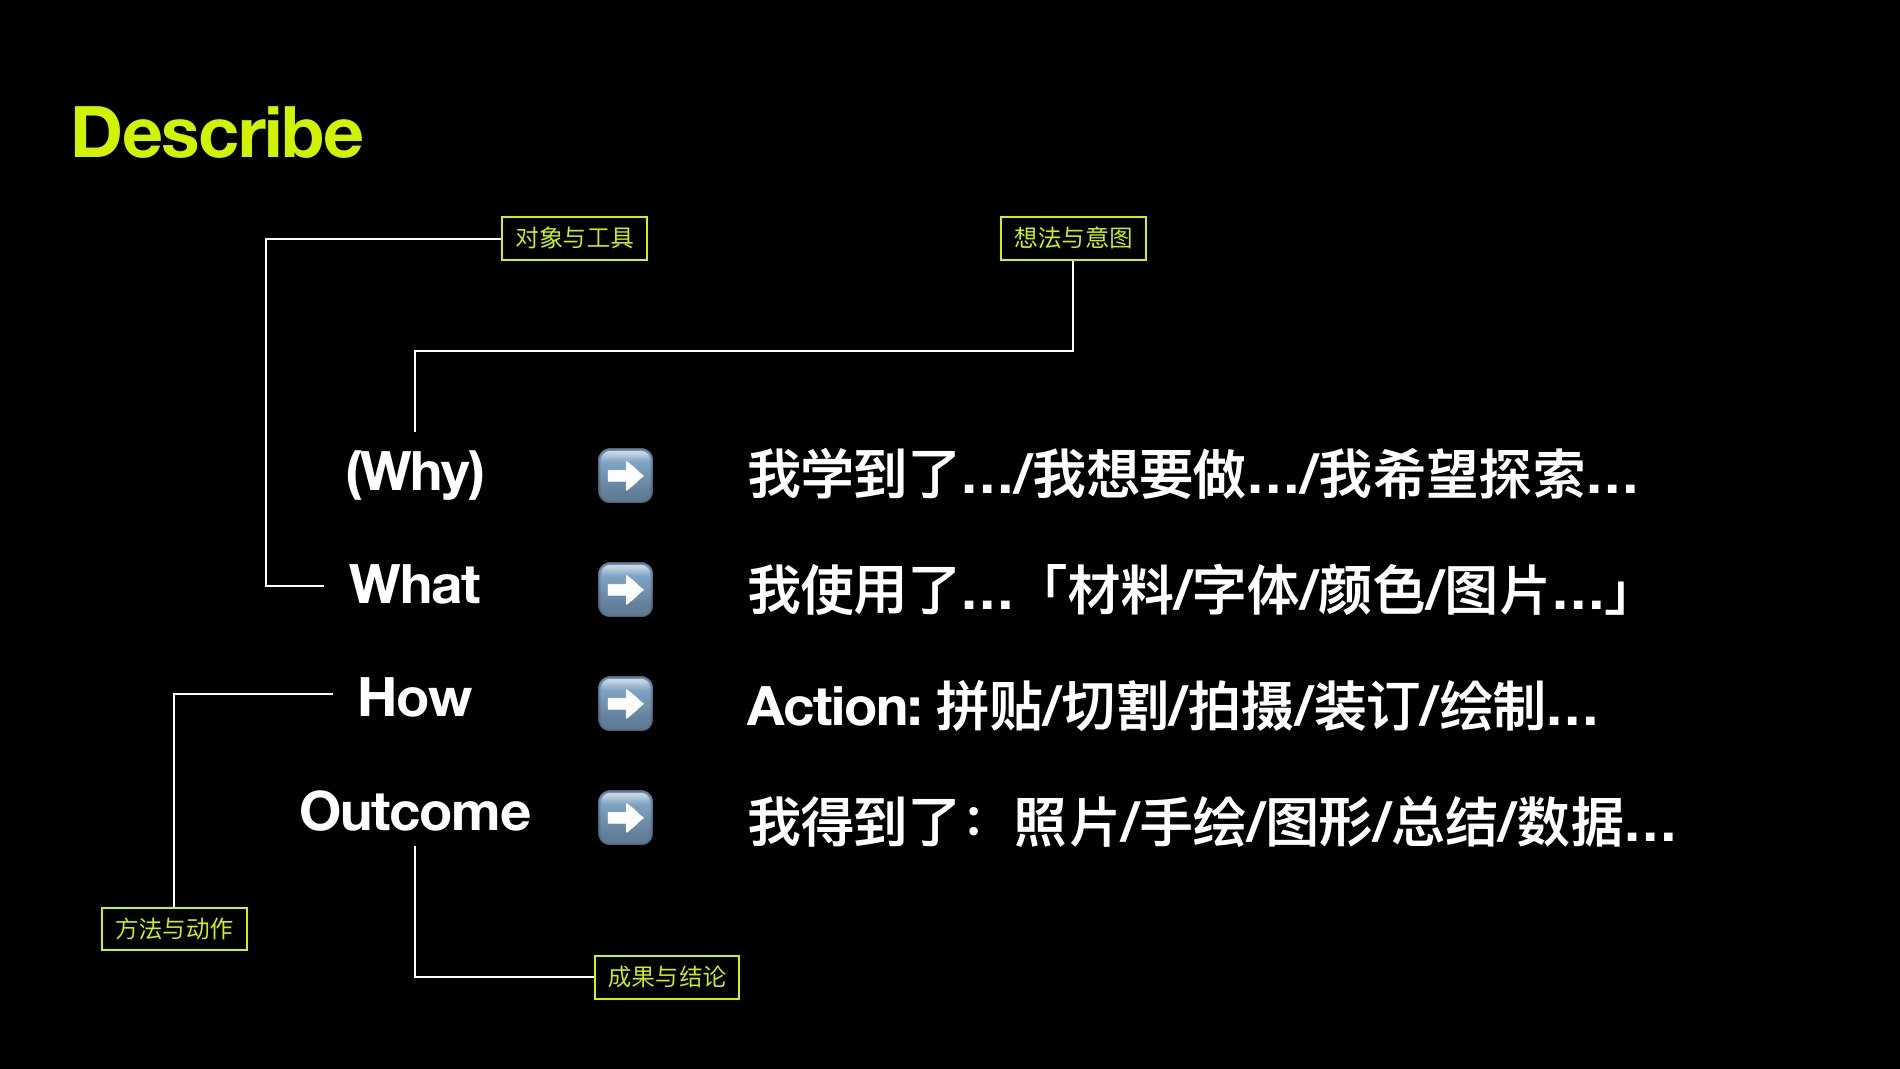 Describe
对象与工具
想法与意图
(Why) ➡️ 我学到了…/我想要做…/我希望探索…
What ➡️ 我使用了…「材料/字体/颜色/图片…」
How ➡️ Action: 拼贴/切割/拍摄/装订/绘制…
Outcome ➡️ 我得到了：照片/手绘/图形/总结/数据…
方法与动作
成果与结论